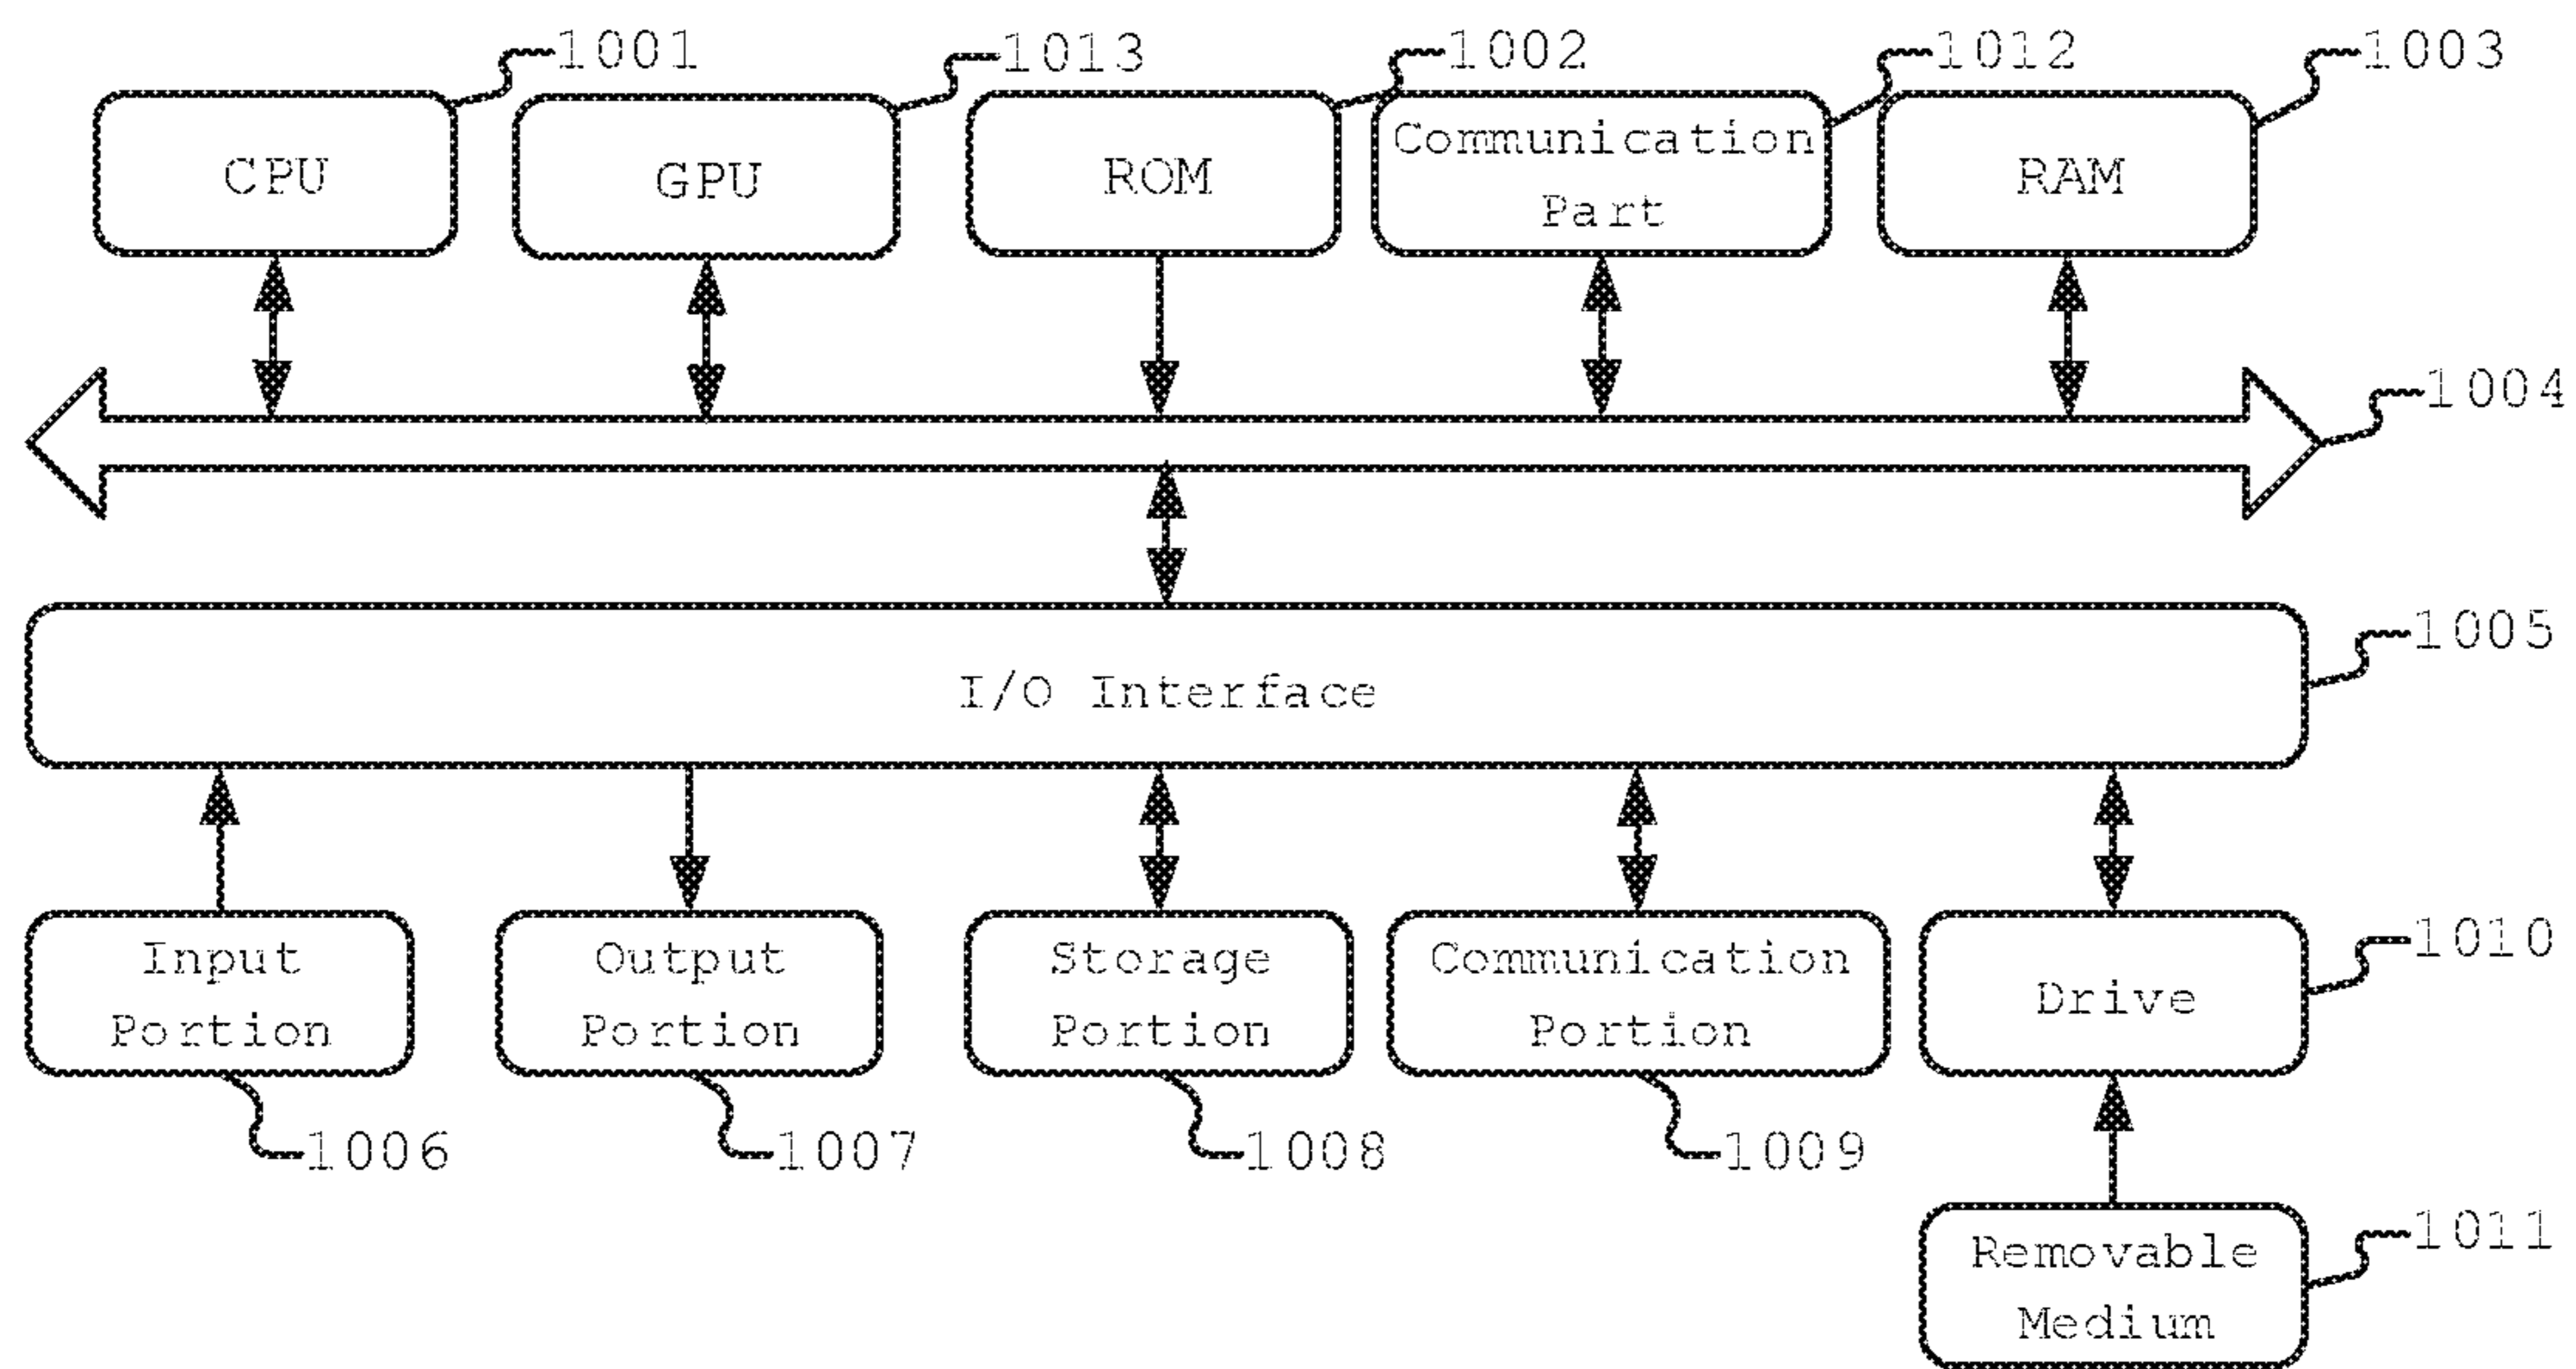 1001
1013
1002
1012
1003
CPU
GPU
ROM
Communication
Part
RAM
1004
1005
I/O Interface
Input
Portion
Output
Portion
Storage
Portion
Communication
Portion
Drive
1010
1006
1007
1008
1009
Removable
Medium
1011